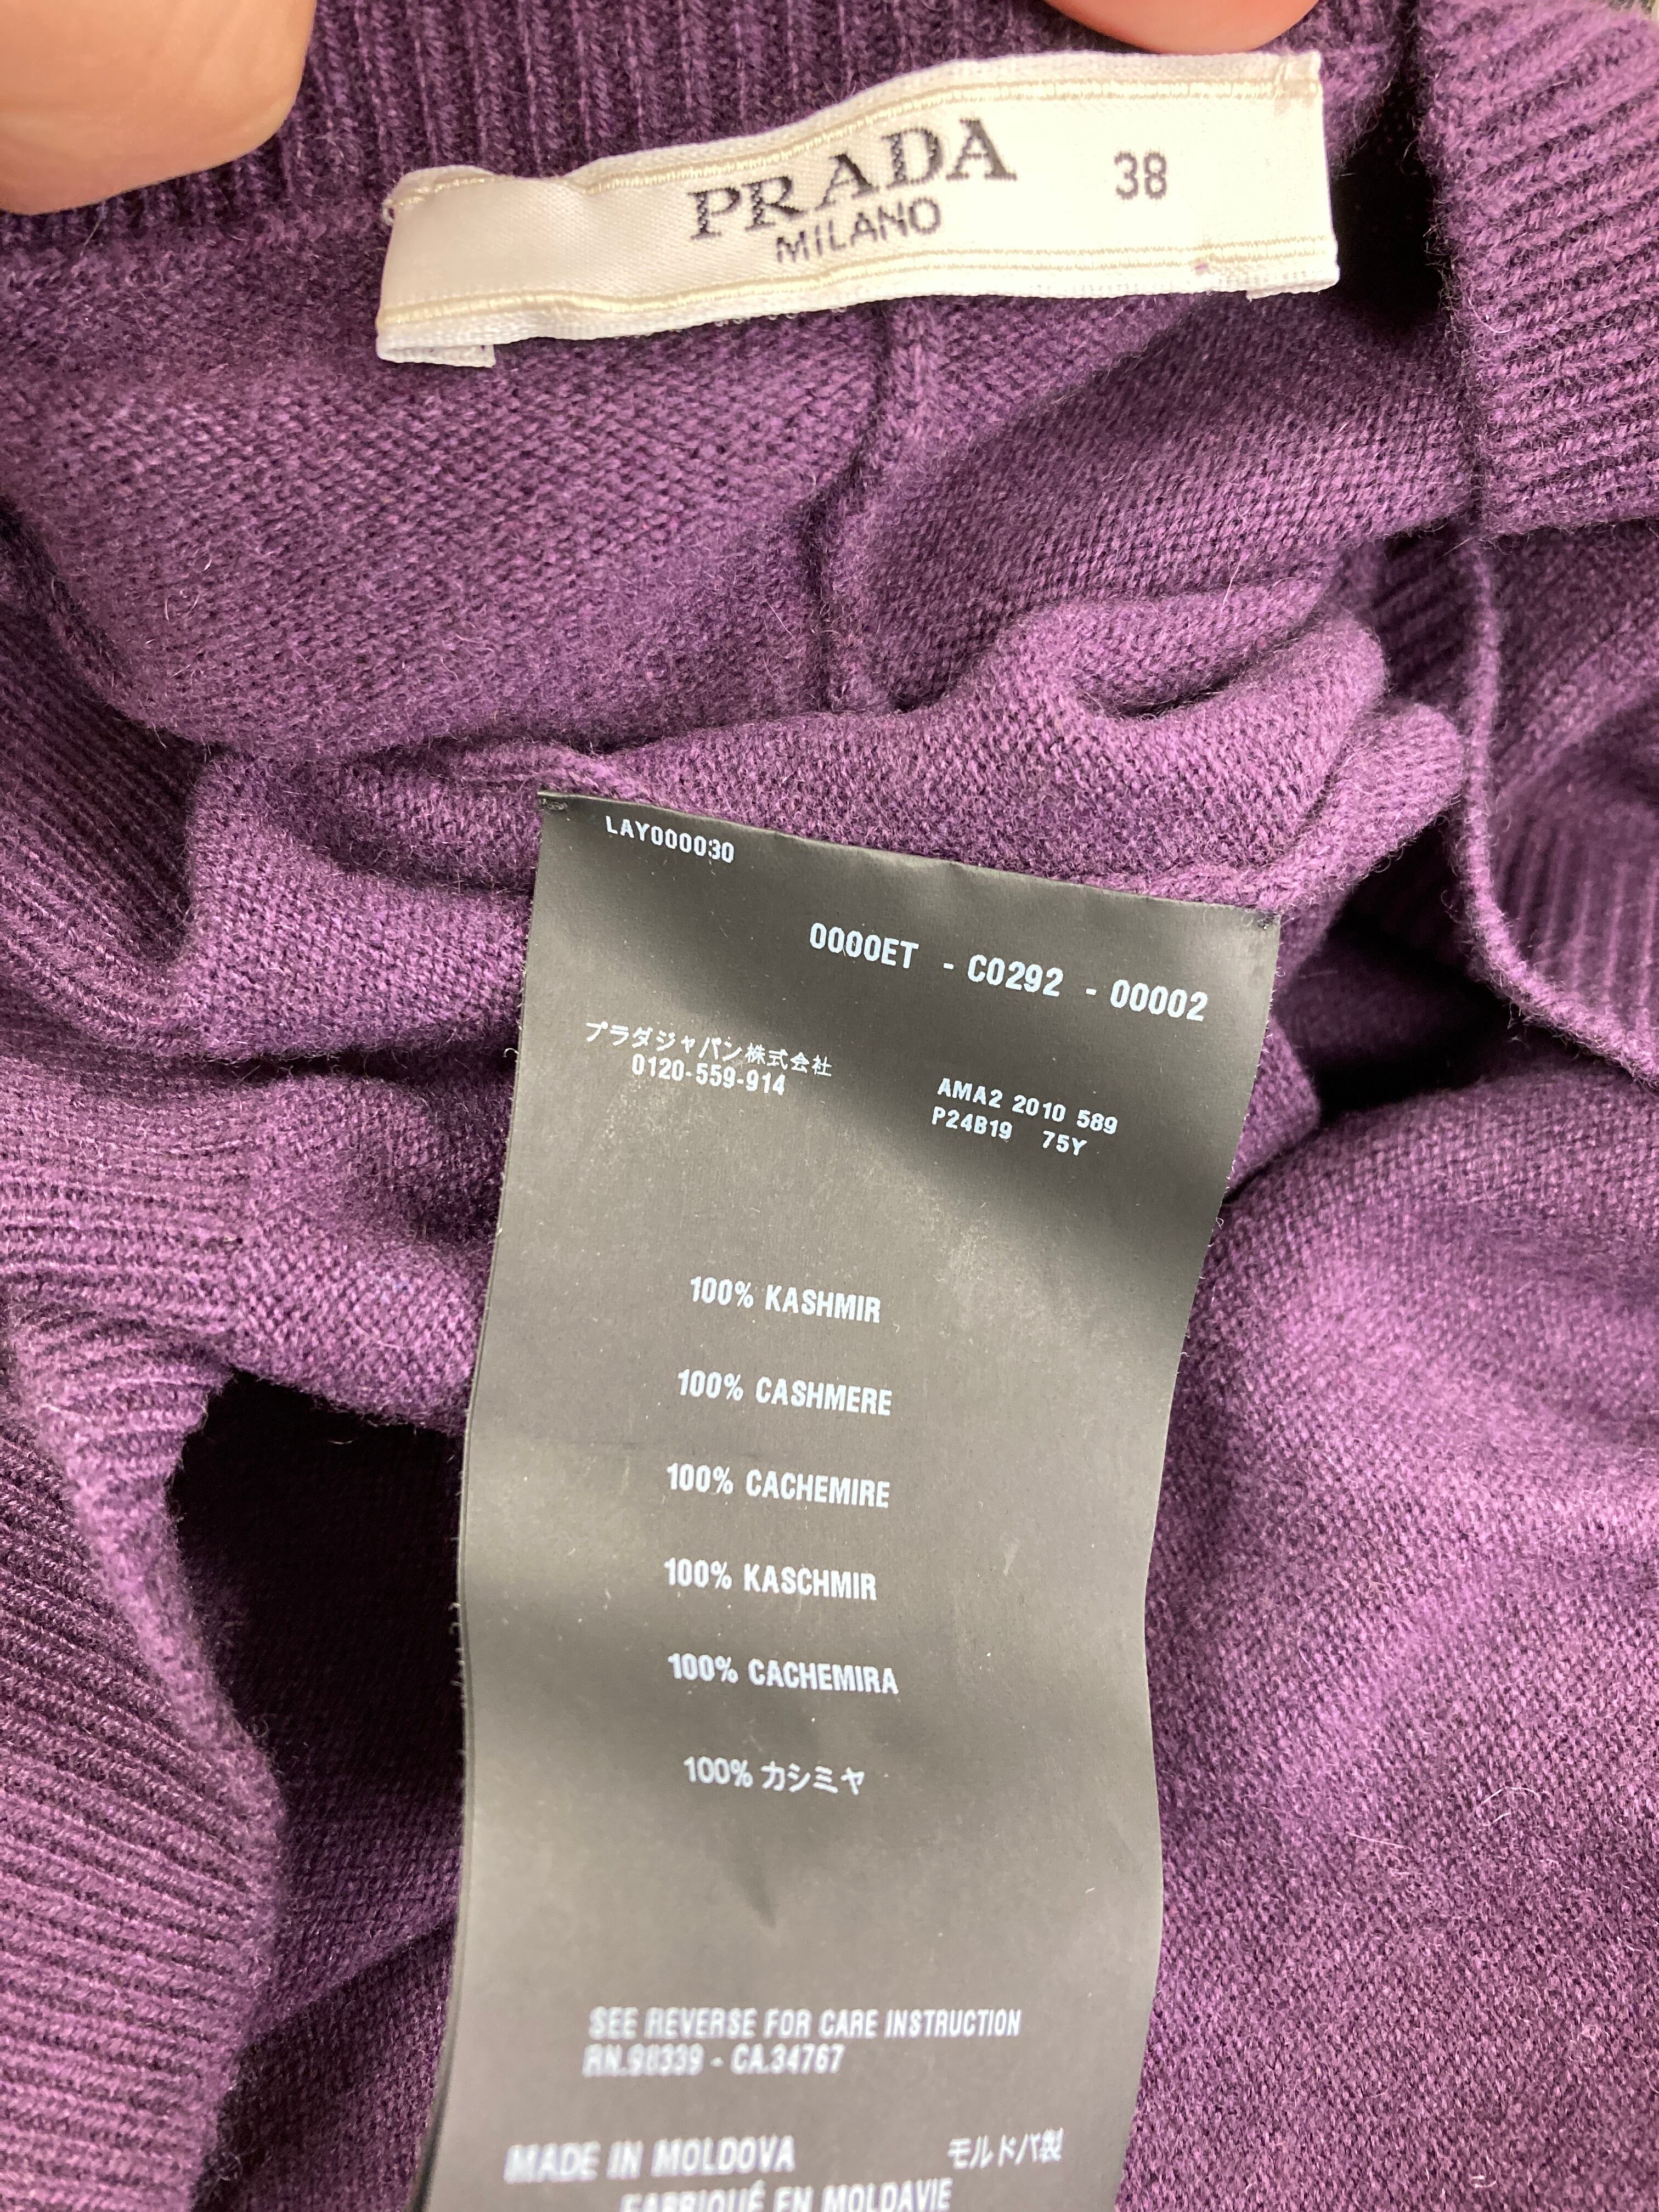 PRADA 38
MILANO
LAY000030
0000ET - C0292 - 00002
プラダジャパン株式会社
0120-559-914
AMA2 2010 589
P24B19 75Y
100% KASHMIR
100% CASHMERE
100% CACHEMIRE
100% KASCHMIR
100% CACHEMIRA
100% カシミヤ
SEE REVERSE FOR CARE INSTRUCTION
RN.98339 - CA.34767
MADE IN MOLDOVA モルドバ製
FABRIQUÉ EN MOLDAVIE